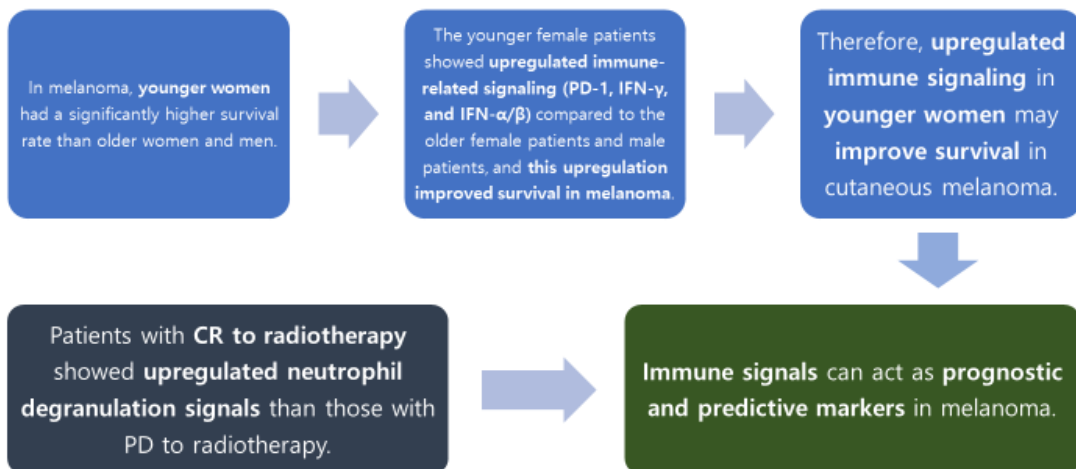 In melanoma, younger women
had a significantly higher survival
rate than older women and men.
The younger female patients
showed upregulated immune-
related signaling (PD-1, IFN-γ,
and IFN-α/β) compared to the
older female patients and male
patients, and this upregulation
improved survival in melanoma.
Therefore, upregulated
immune signaling in
younger women may
improve survival in
cutaneous melanoma.
Patients with CR to radiotherapy
showed upregulated neutrophil
degranulation signals than those with
PD to radiotherapy.
Immune signals can act as prognostic
and predictive markers in melanoma.